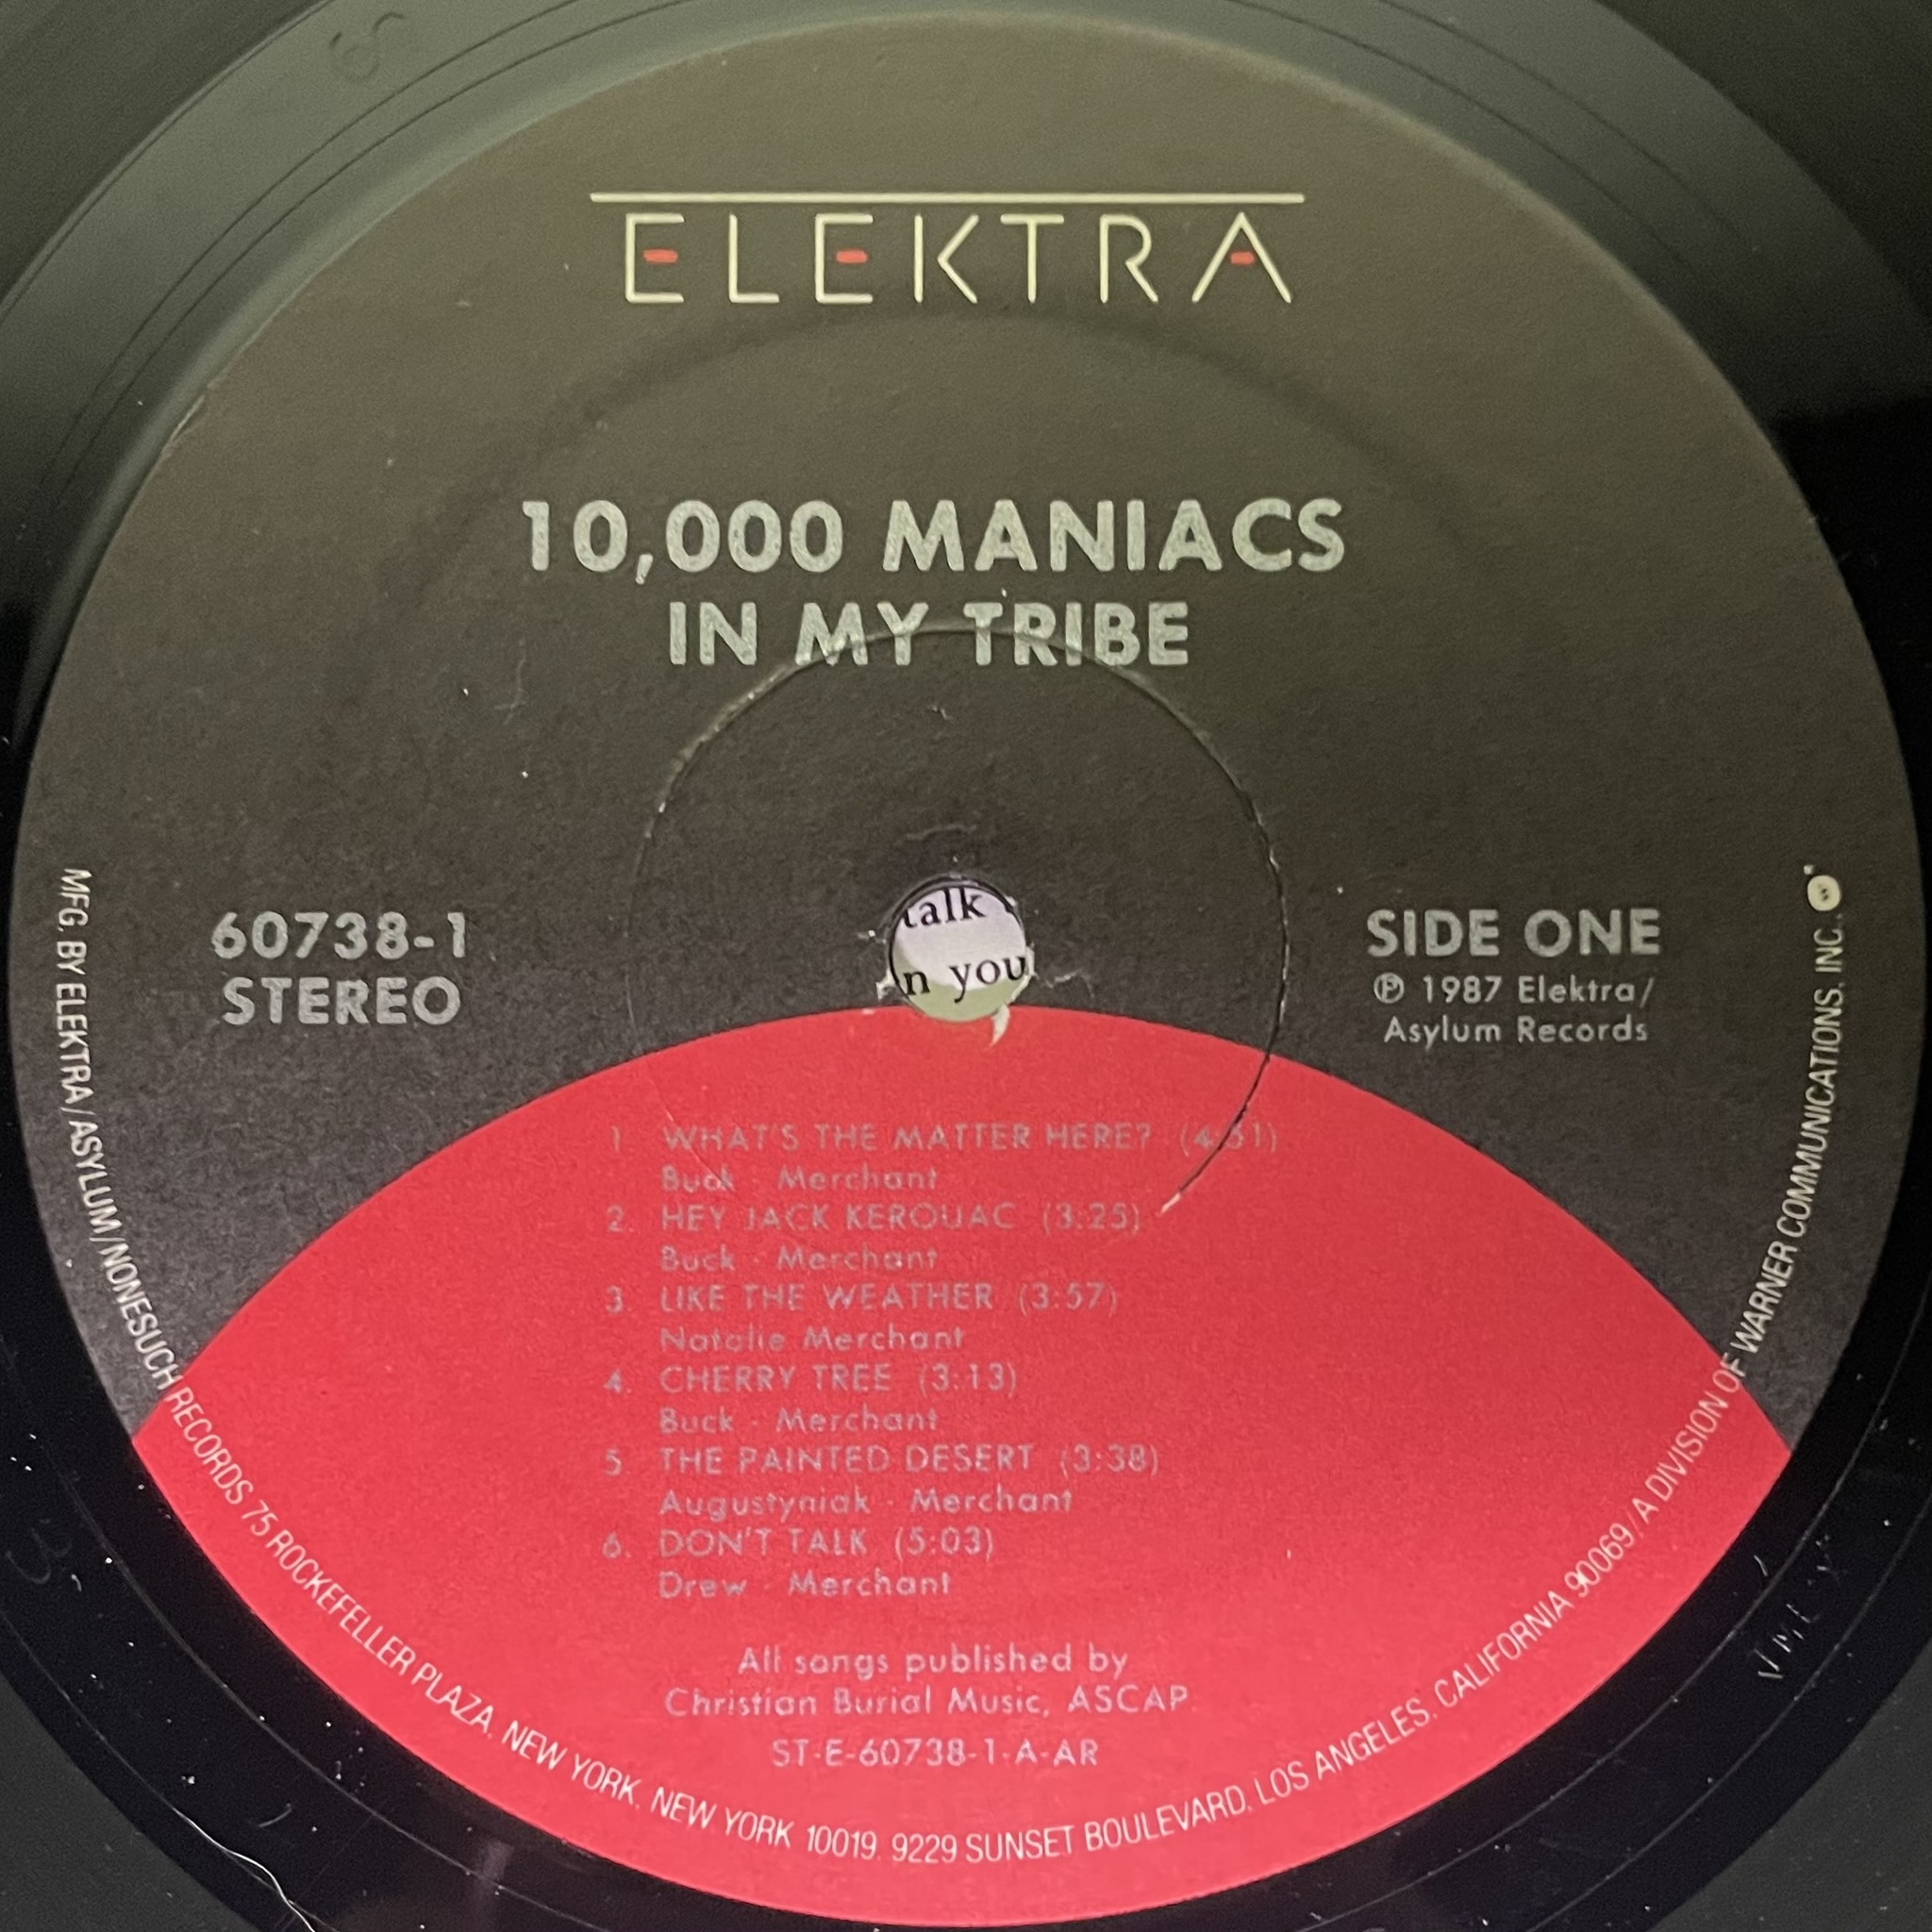 ELEKTRA
10,000 MANIACS
IN MY TRIBE
60738-1
STEREO
talk
n you
SIDE ONE
℗ 1987 Elektra/
Asylum Records
1. WHAT'S THE MATTER HERE? (4:51)
Buck - Merchant
2. HEY JACK KEROUAC (3:25)
Buck - Merchant
3. LIKE THE WEATHER (3:57)
Natalie Merchant
4. CHERRY TREE (3:13)
Buck - Merchant
5. THE PAINTED DESERT (3:38)
Augustyniak - Merchant
6. DON'T TALK (5:03)
Drew - Merchant
All songs published by
Christian Burial Music, ASCAP.
ST-E-60738-1-A-AR
MFG. BY ELEKTRA/ASYLUM/NONESUCH RECORDS 75 ROCKEFELLER PLAZA, NEW YORK, NEW YORK 10019. 9229 SUNSET BOULEVARD, LOS ANGELES, CALIFORNIA 90069/A DIVISION OF WARNER COMMUNICATIONS, INC.